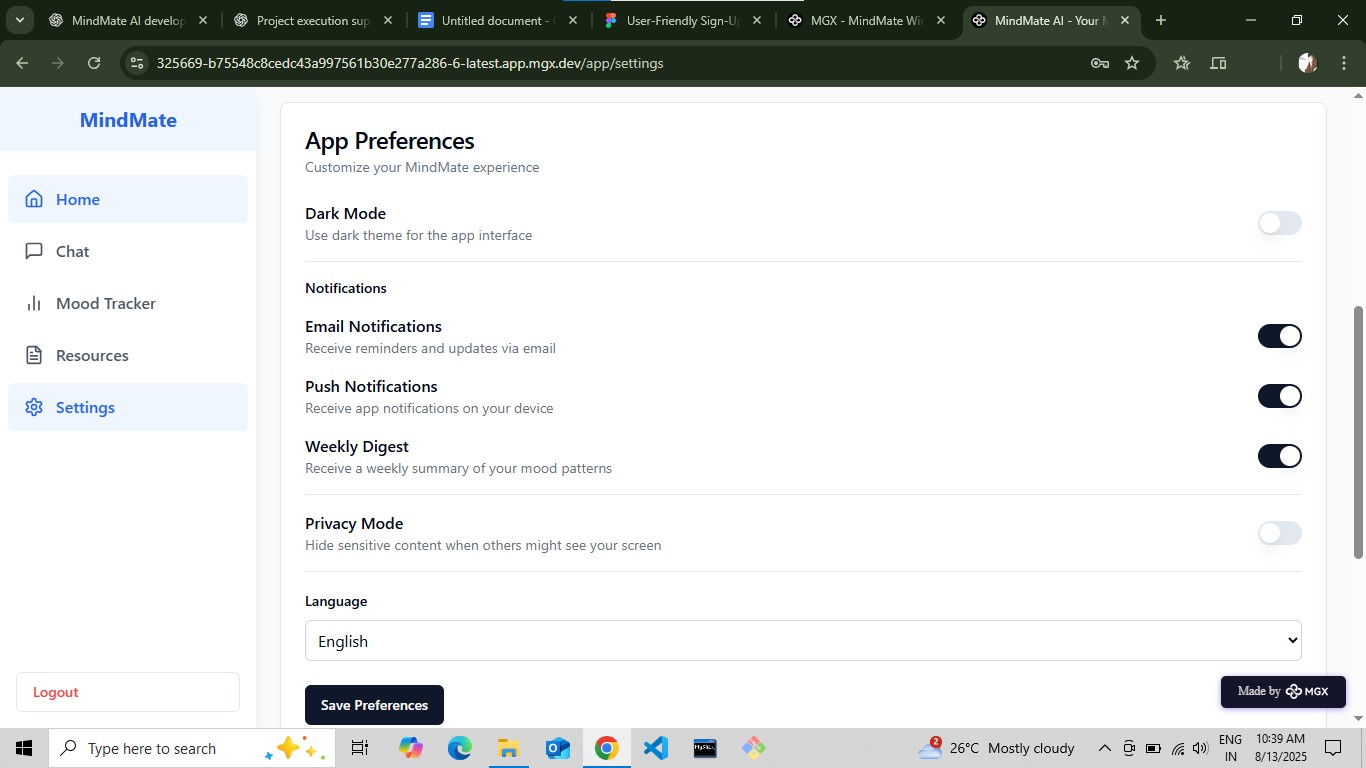 MindMate AI develop
Project execution sup
Untitled document -
User-Friendly Sign-U
MGX - MindMate Wi
MindMate AI - Your M
325669-b75548c8cedc43a997561b30e277a286-6-latest.app.mgx.dev/app/settings
MindMate
Home
Chat
Mood Tracker
Resources
Settings
Logout
App Preferences
Customize your MindMate experience
Dark Mode
Use dark theme for the app interface
Notifications
Email Notifications
Receive reminders and updates via email
Push Notifications
Receive app notifications on your device
Weekly Digest
Receive a weekly summary of your mood patterns
Privacy Mode
Hide sensitive content when others might see your screen
Language
English
Save Preferences
Made by MGX
Type here to search
MySQL
2
26°C Mostly cloudy
ENG
IN
10:39 AM
8/13/2025